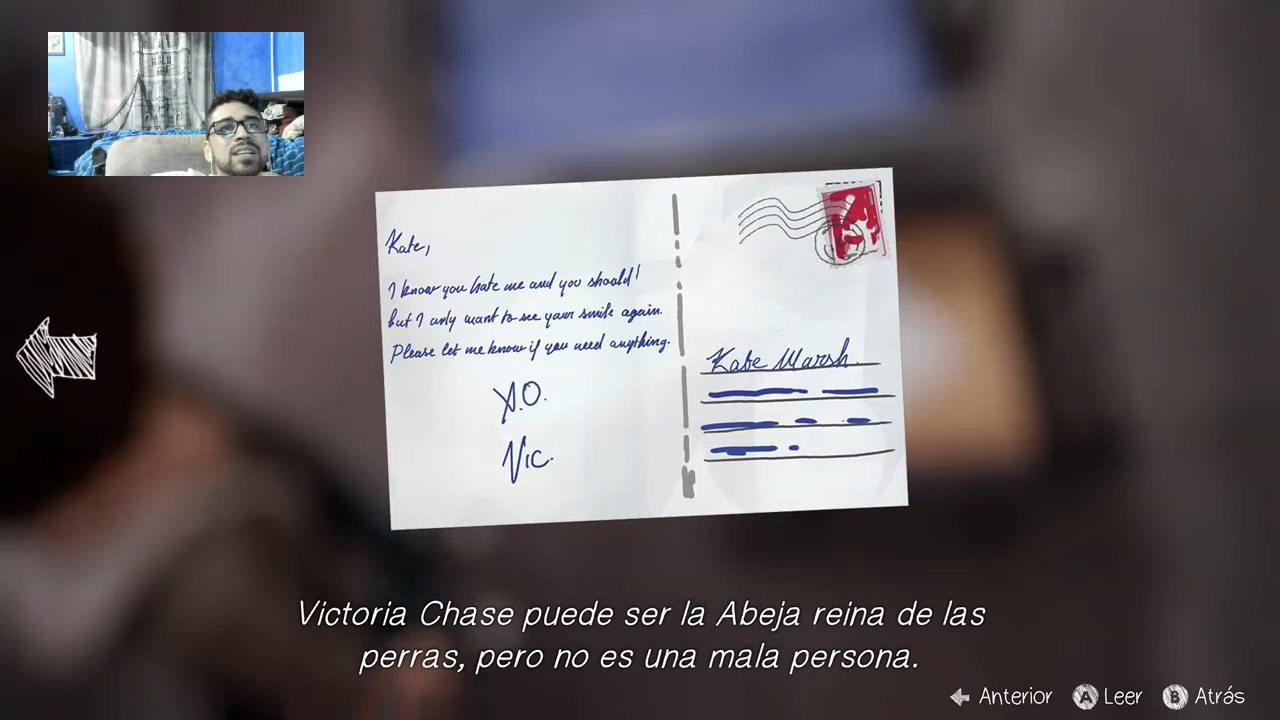 Kate,
I know you hate me and you should!
but I only want to see your smile again.
Please let me know if you need anything.
X.O.
Vic.
Kate Marsh
Victoria Chase puede ser la Abeja reina de las
perras, pero no es una mala persona.
Anterior A Leer B Atrás